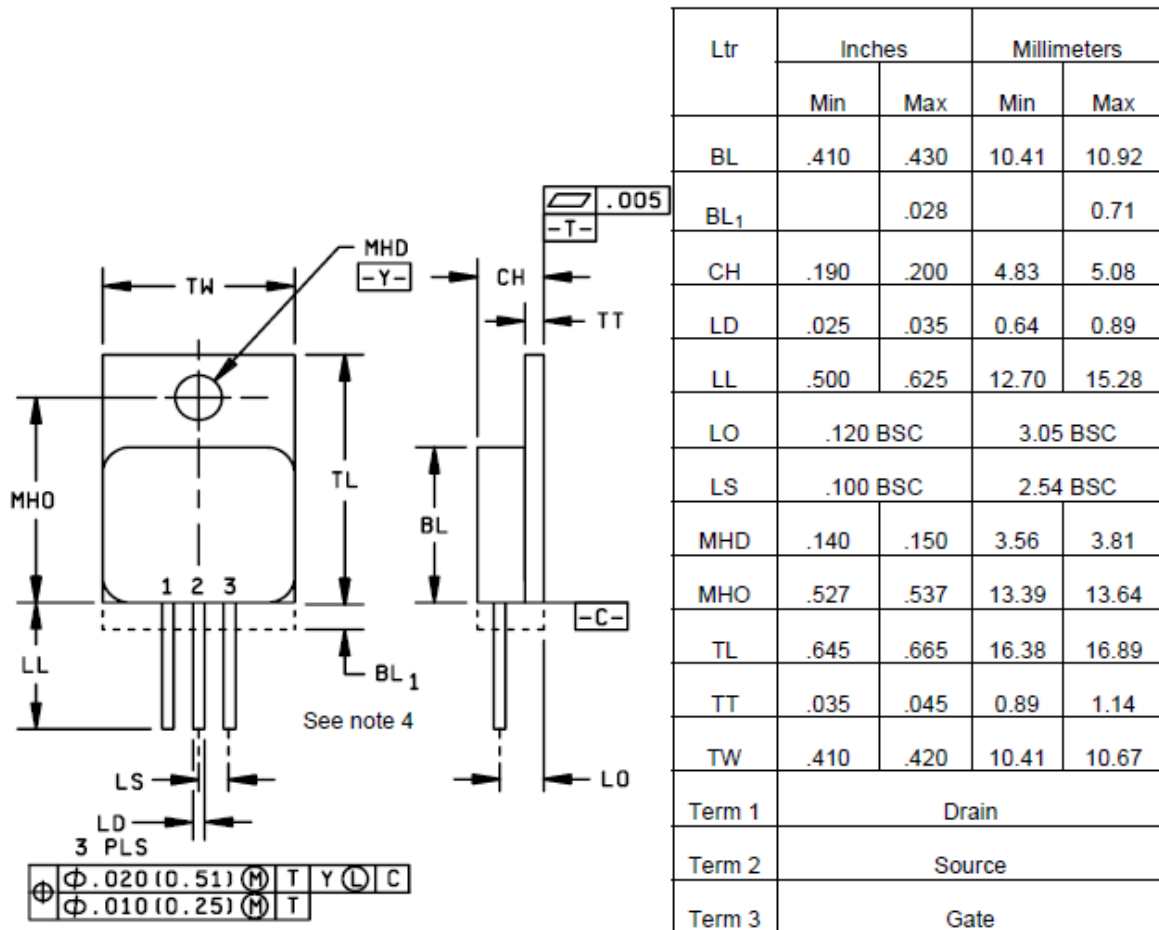 .005
-T-
MHD
-Y-
TW
CH
TT
MHO
TL
BL
1 2 3
-C-
LL
BL1
See note 4
LS
LO
LD
3 PLS
⌖ Φ.020(0.51) Ⓜ T Y Ⓛ C
Φ.010(0.25) Ⓜ T
Ltr Inches Millimeters
Min Max Min Max
BL .410 .430 10.41 10.92
BL1 .028 0.71
CH .190 .200 4.83 5.08
LD .025 .035 0.64 0.89
LL .500 .625 12.70 15.28
LO .120 BSC 3.05 BSC
LS .100 BSC 2.54 BSC
MHD .140 .150 3.56 3.81
MHO .527 .537 13.39 13.64
TL .645 .665 16.38 16.89
TT .035 .045 0.89 1.14
TW .410 .420 10.41 10.67
Term 1 Drain
Term 2 Source
Term 3 Gate